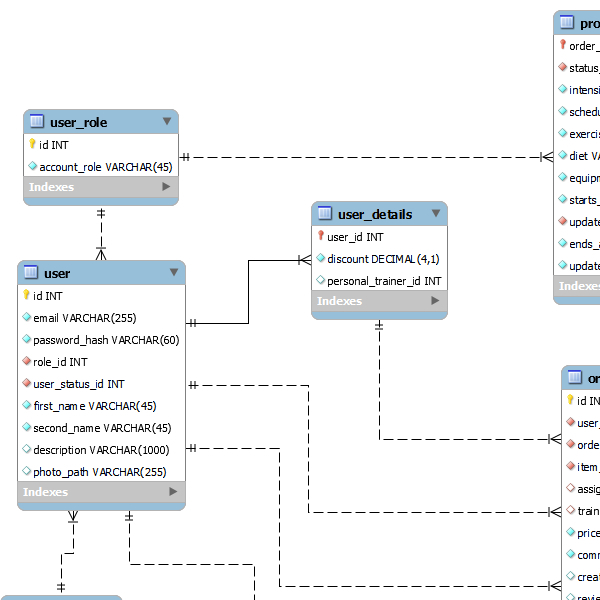 user_role
id INT
account_role VARCHAR(45)
Indexes
user
id INT
email VARCHAR(255)
password_hash VARCHAR(60)
role_id INT
user_status_id INT
first_name VARCHAR(45)
second_name VARCHAR(45)
description VARCHAR(1000)
photo_path VARCHAR(255)
Indexes
user_details
user_id INT
discount DECIMAL(4,1)
personal_trainer_id INT
Indexes
pro
order_
status_
intensi
schedu
exercis
diet VA
equipm
starts_
update
ends_a
update
Indexes
or
id IN
user_
orde
item_
assig
train
price
comm
crea
revie